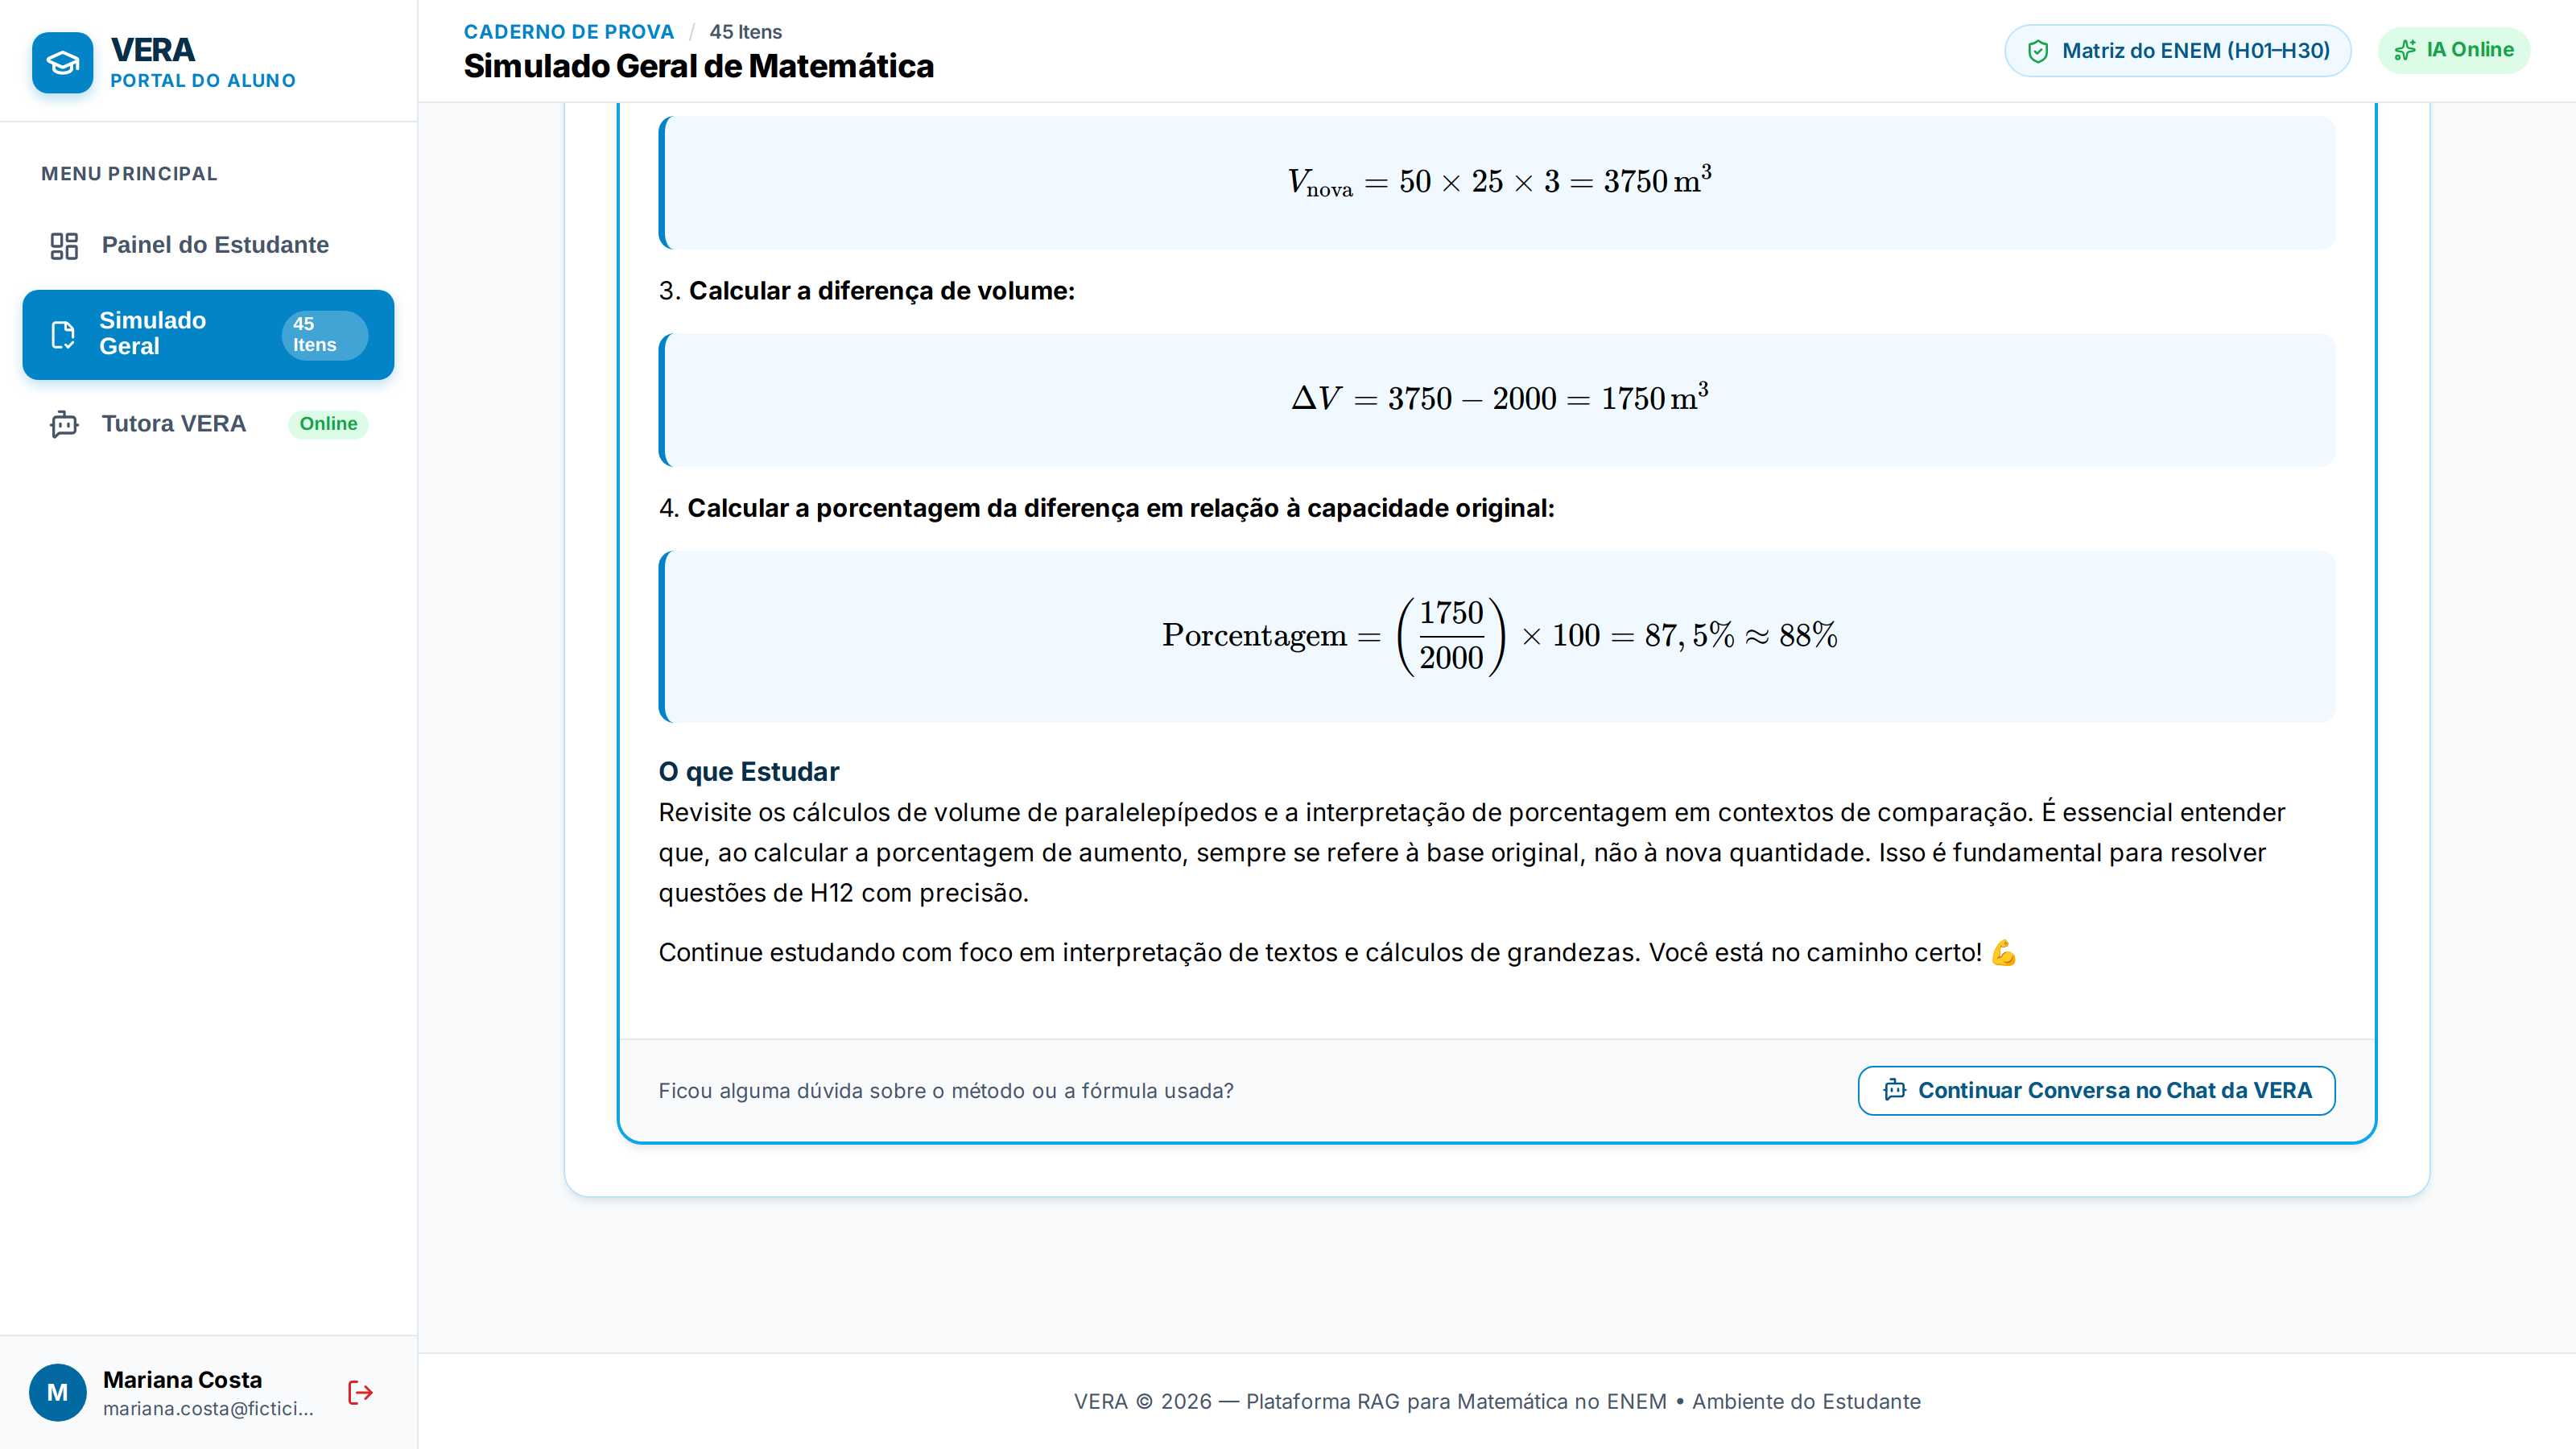 VERA
PORTAL DO ALUNO
MENU PRINCIPAL
Painel do Estudante
Simulado
Geral
45
Itens
Tutora VERA
Online
M
Mariana Costa
mariana.costa@fictici...
CADERNO DE PROVA / 45 Itens
Simulado Geral de Matemática
Matriz do ENEM (H01–H30)
IA Online
V_nova = 50 × 25 × 3 = 3750 m³
3. Calcular a diferença de volume:
ΔV = 3750 − 2000 = 1750 m³
4. Calcular a porcentagem da diferença em relação à capacidade original:
Porcentagem = (1750/2000) × 100 = 87, 5% ≈ 88%
O que Estudar
Revisite os cálculos de volume de paralelepípedos e a interpretação de porcentagem em contextos de comparação. É essencial entender
que, ao calcular a porcentagem de aumento, sempre se refere à base original, não à nova quantidade. Isso é fundamental para resolver
questões de H12 com precisão.
Continue estudando com foco em interpretação de textos e cálculos de grandezas. Você está no caminho certo! 💪
Ficou alguma dúvida sobre o método ou a fórmula usada?
Continuar Conversa no Chat da VERA
VERA © 2026 — Plataforma RAG para Matemática no ENEM • Ambiente do Estudante